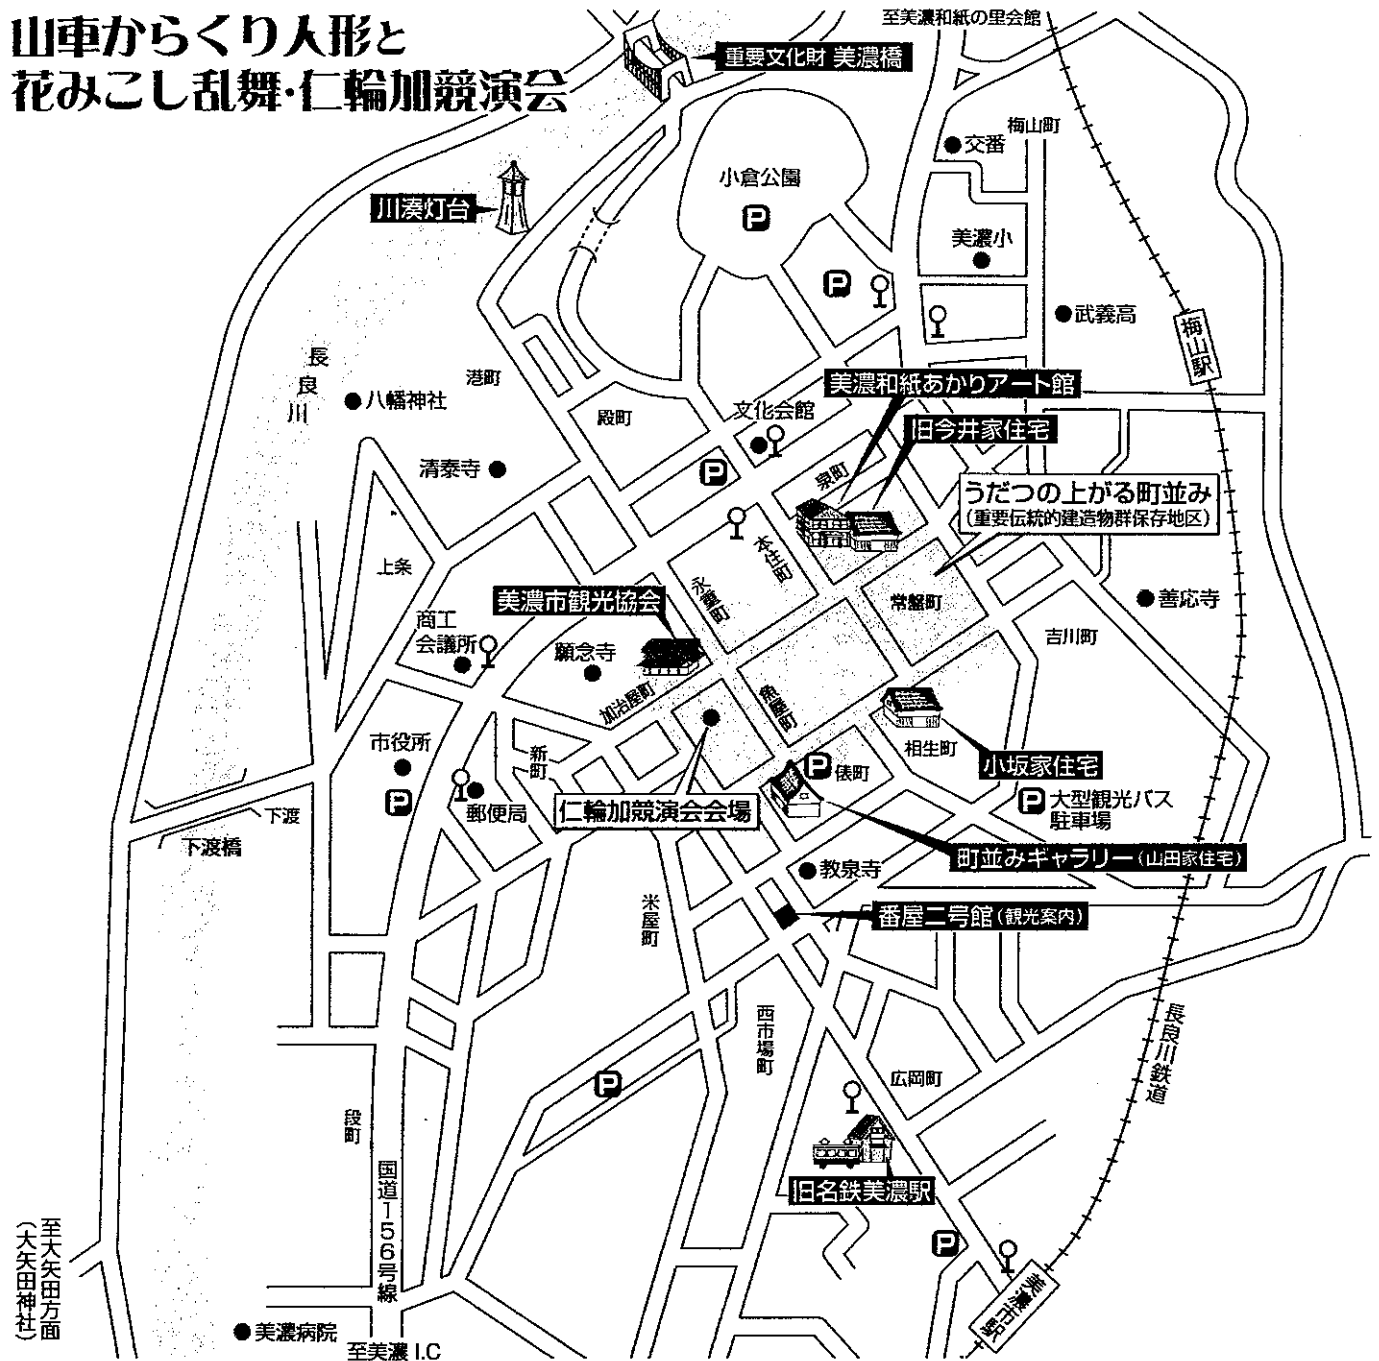 山車からくり人形と
花みこし乱舞・仁輪加競演会
至美濃和紙の里会館
重要文化財 美濃橋
梅山町
交番
小倉公園
P
川湊灯台
美濃小
P
武義高
梅山駅
長良川
港町
美濃和紙あかりアート館
八幡神社
殿町
文化会館
旧今井家住宅
清泰寺
P
泉町
うだつの上がる町並み
(重要伝統的建造物群保存地区)
本住町
上条
永重町
美濃市観光協会
常盤町
善応寺
商工
会議所
願念寺
吉川町
加治屋町
魚屋町
市役所
新町
相生町
小坂家住宅
P
俵町
P
郵便局
仁輪加競演会会場
P
大型観光バス
駐車場
下渡
下渡橋
町並みギャラリー(山田家住宅)
教泉寺
米屋町
番屋二号館(観光案内)
西市場町
長良川鉄道
P
広岡町
段町
国道156号線
旧名鉄美濃駅
P
美濃市駅
至大矢田方面
(大矢田神社)
美濃病院
至美濃 I.C